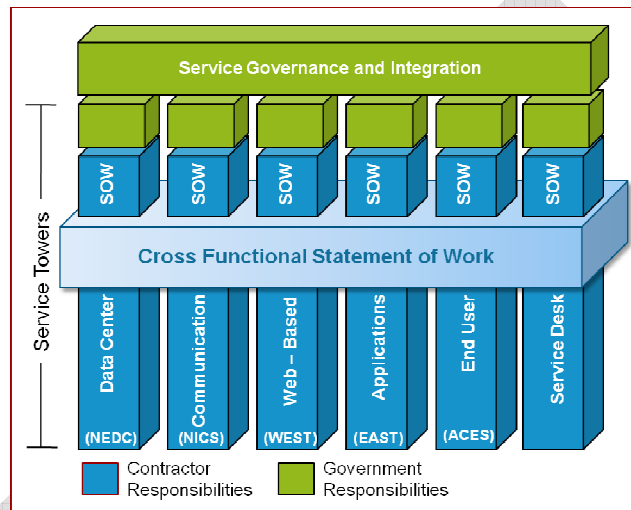 Service Governance and Integration
SOW
SOW
SOW
SOW
SOW
SOW
Cross Functional Statement of Work
Service Towers
Data Center
(NEDC)
Communication
(NICS)
Web – Based
(WEST)
Applications
(EAST)
End User
(ACES)
Service Desk
Contractor
Responsibilities
Government
Responsibilities